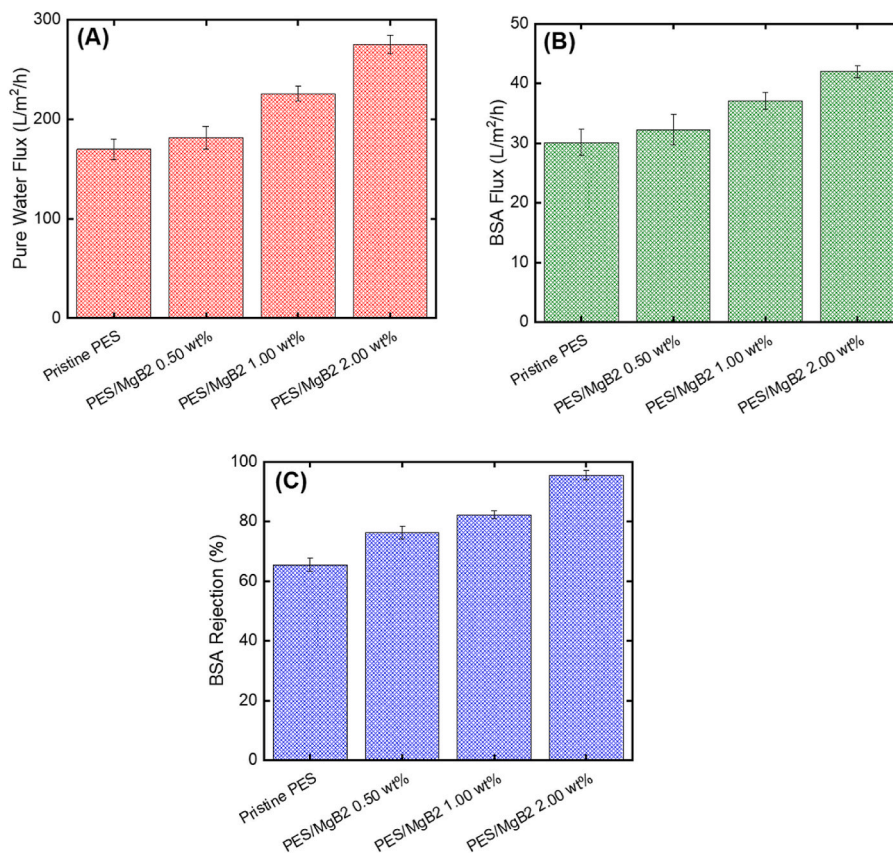 (A)
Pure Water Flux (L/m²/h)
300
200
100
0
Pristine PES
PES/MgB2 0.50 wt%
PES/MgB2 1.00 wt%
PES/MgB2 2.00 wt%
(B)
BSA Flux (L/m²/h)
50
40
30
20
10
0
Pristine PES
PES/MgB2 0.50 wt%
PES/MgB2 1.00 wt%
PES/MgB2 2.00 wt%
(C)
BSA Rejection (%)
100
80
60
40
20
0
Pristine PES
PES/MgB2 0.50 wt%
PES/MgB2 1.00 wt%
PES/MgB2 2.00 wt%